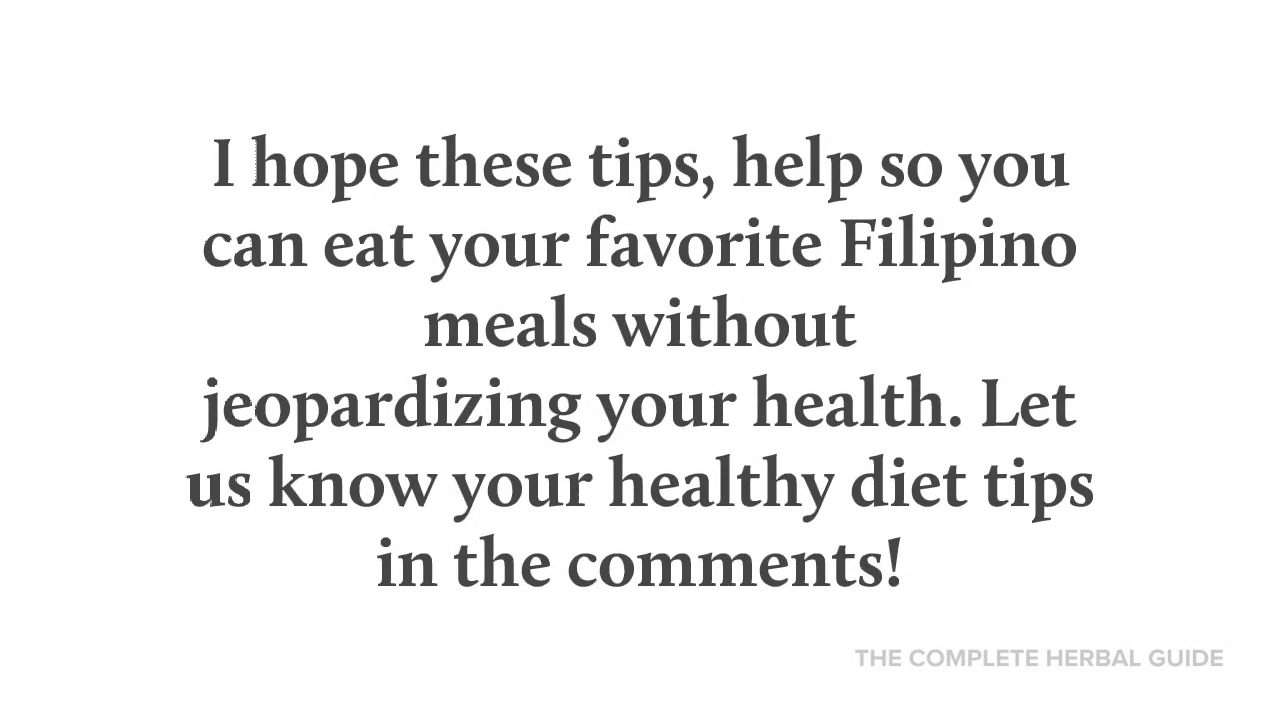 I hope these tips, help so you
can eat your favorite Filipino
meals without
jeopardizing your health. Let
us know your healthy diet tips
in the comments!
THE COMPLETE HERBAL GUIDE